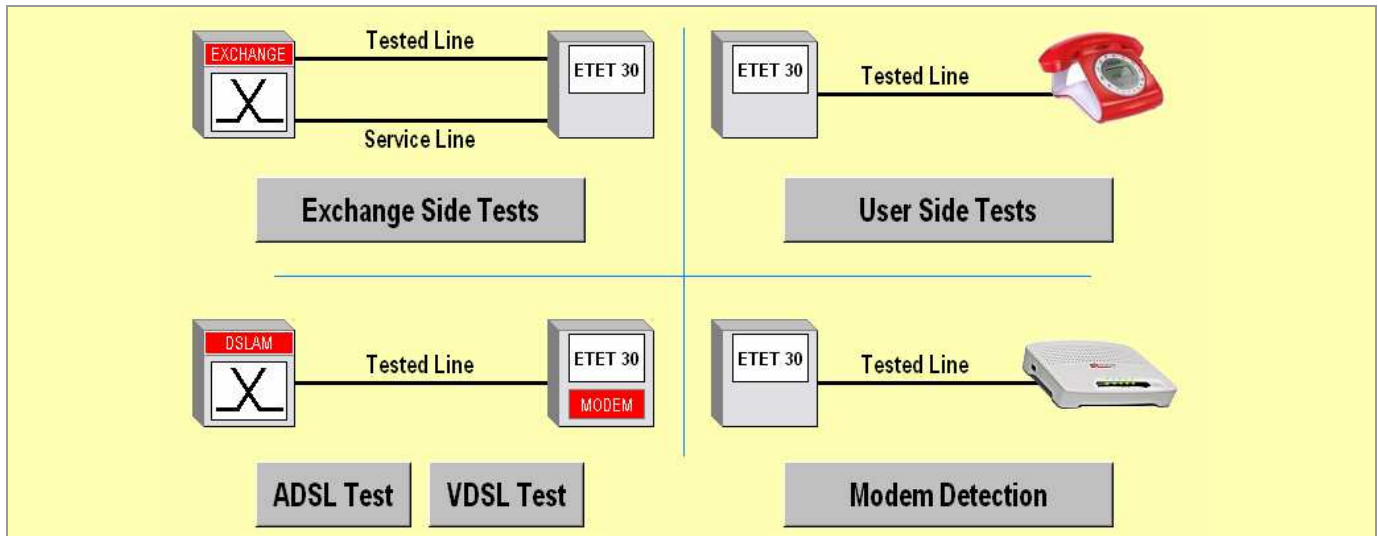 EXCHANGE
Tested Line
ETET 30
Service Line
Exchange Side Tests
ETET 30
Tested Line
User Side Tests
DSLAM
Tested Line
ETET 30
MODEM
ADSL Test
VDSL Test
ETET 30
Tested Line
Modem Detection